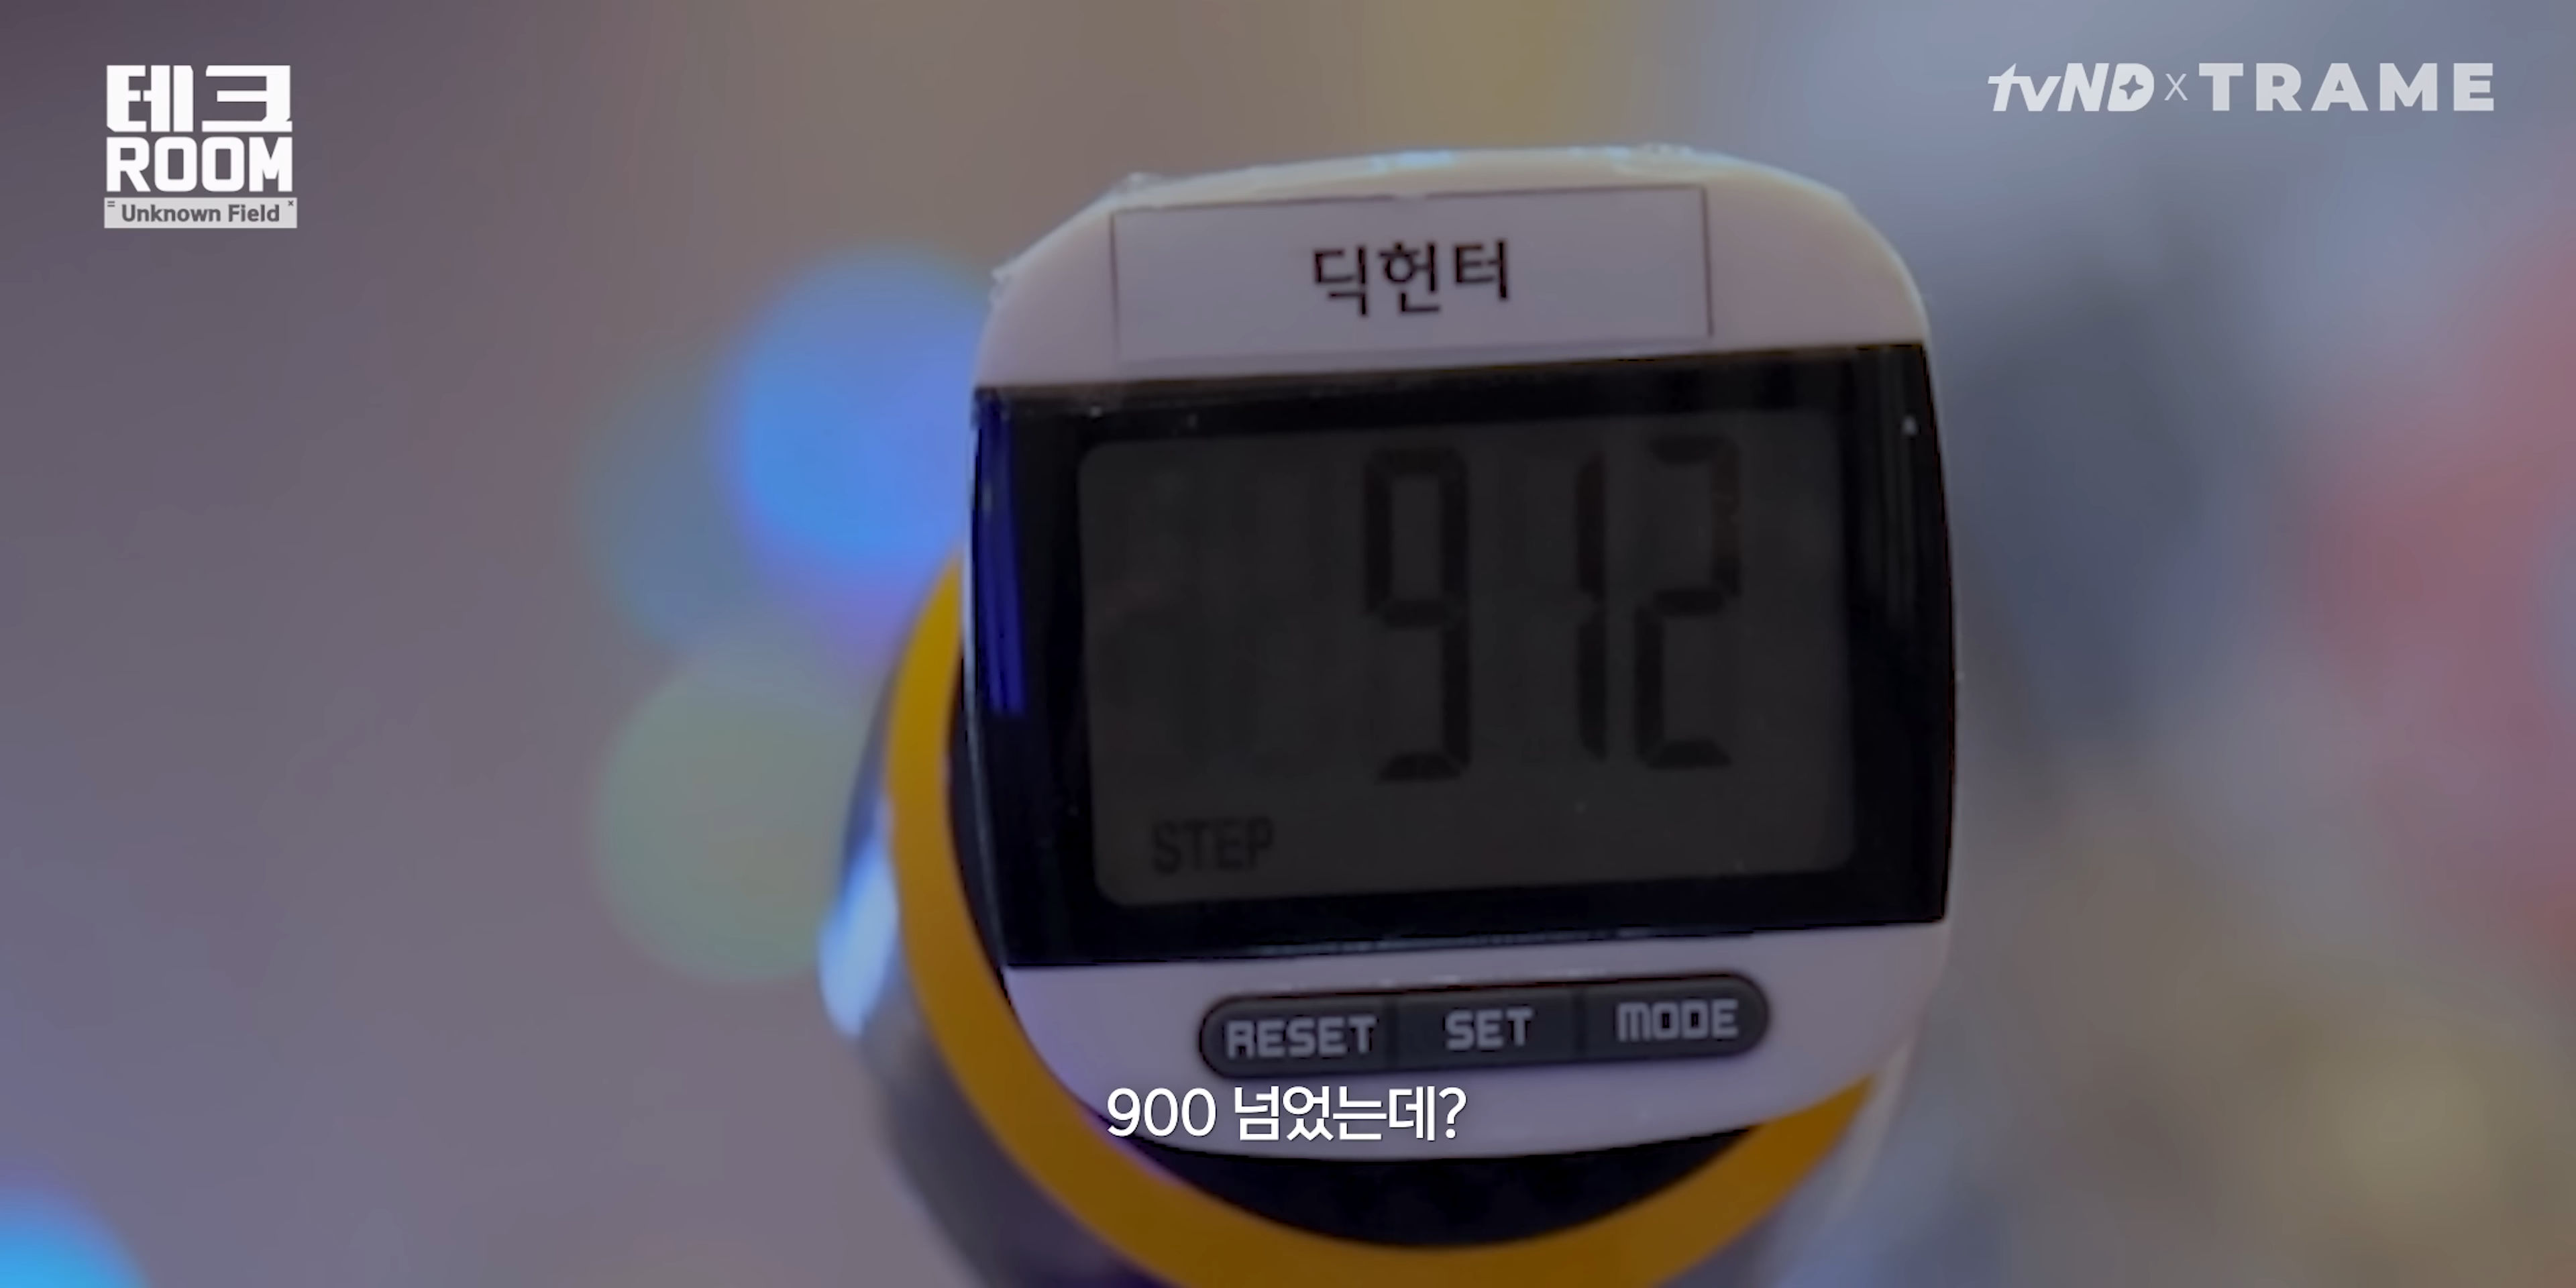 테크
ROOM
Unknown Field
tvND x TRAME
딕헌터
912
STEP
RESET SET MODE
900 넘었는데?